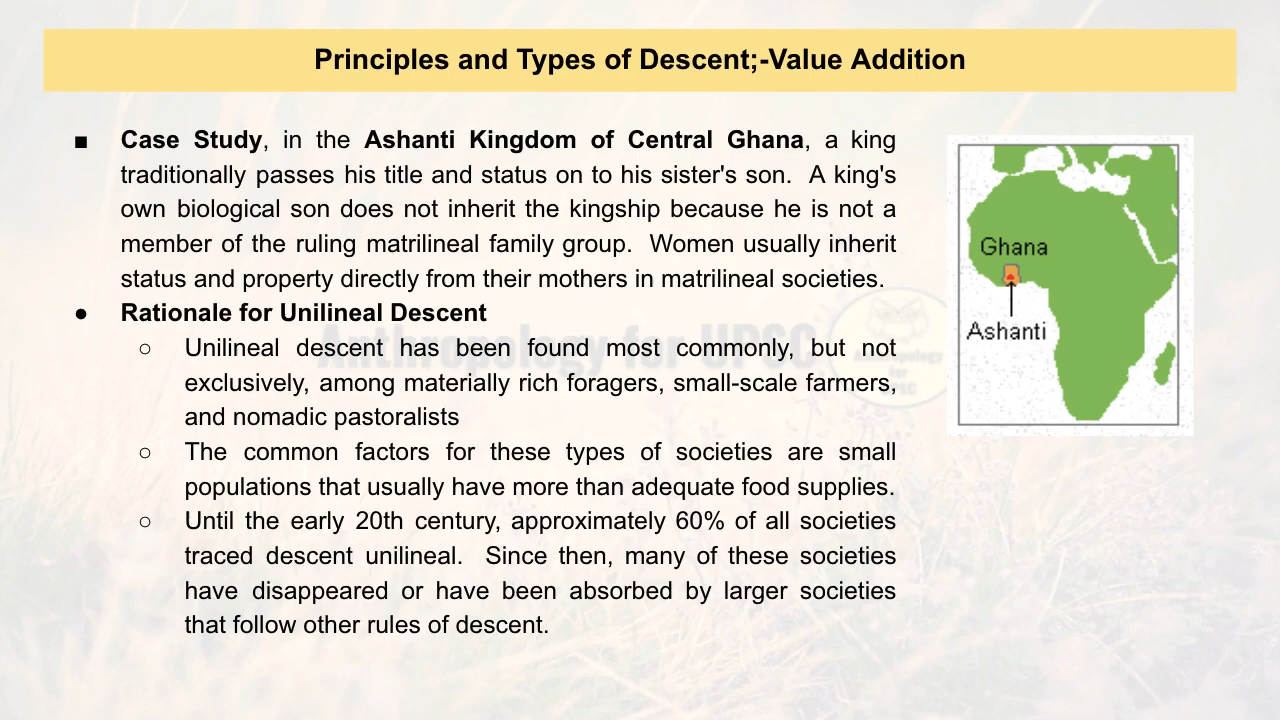 Principles and Types of Descent;-Value Addition
■ Case Study, in the Ashanti Kingdom of Central Ghana, a king
traditionally passes his title and status on to his sister's son. A king's
own biological son does not inherit the kingship because he is not a
member of the ruling matrilineal family group. Women usually inherit
status and property directly from their mothers in matrilineal societies.
● Rationale for Unilineal Descent
○ Unilineal descent has been found most commonly, but not
exclusively, among materially rich foragers, small-scale farmers,
and nomadic pastoralists
○ The common factors for these types of societies are small
populations that usually have more than adequate food supplies.
○ Until the early 20th century, approximately 60% of all societies
traced descent unilineal. Since then, many of these societies
have disappeared or have been absorbed by larger societies
that follow other rules of descent.
Ghana
Ashanti
Anthropology for UPSC
Anthropology
for
UPSC